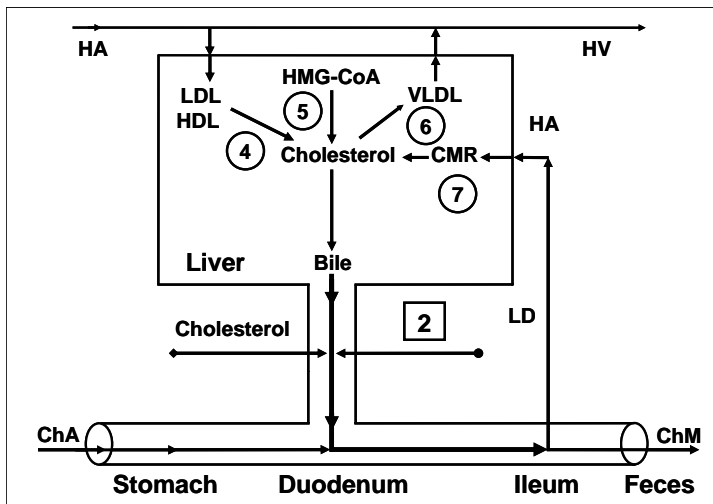 HA
HV
HMG-CoA
LDL
HDL
5
VLDL
6
HA
4
Cholesterol
CMR
7
Liver
Bile
Cholesterol
2
LD
ChA
ChM
Stomach
Duodenum
Ileum
Feces